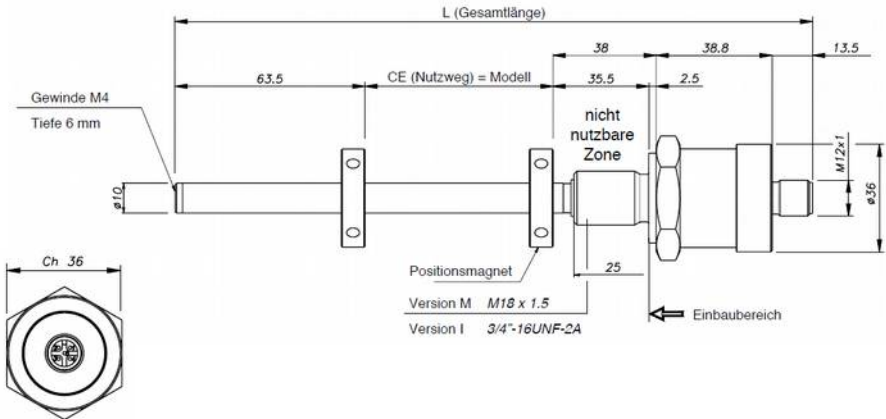 L (Gesamtlänge)
38
38.8
13.5
63.5
CE (Nutzweg) = Modell
35.5
2.5
Gewinde M4
Tiefe 6 mm
nicht
nutzbare
Zone
M12x1
ø10
ø36
Ch 36
Positionsmagnet
25
Version M M18 x 1.5
Version I 3/4"-16UNF-2A
Einbaubereich